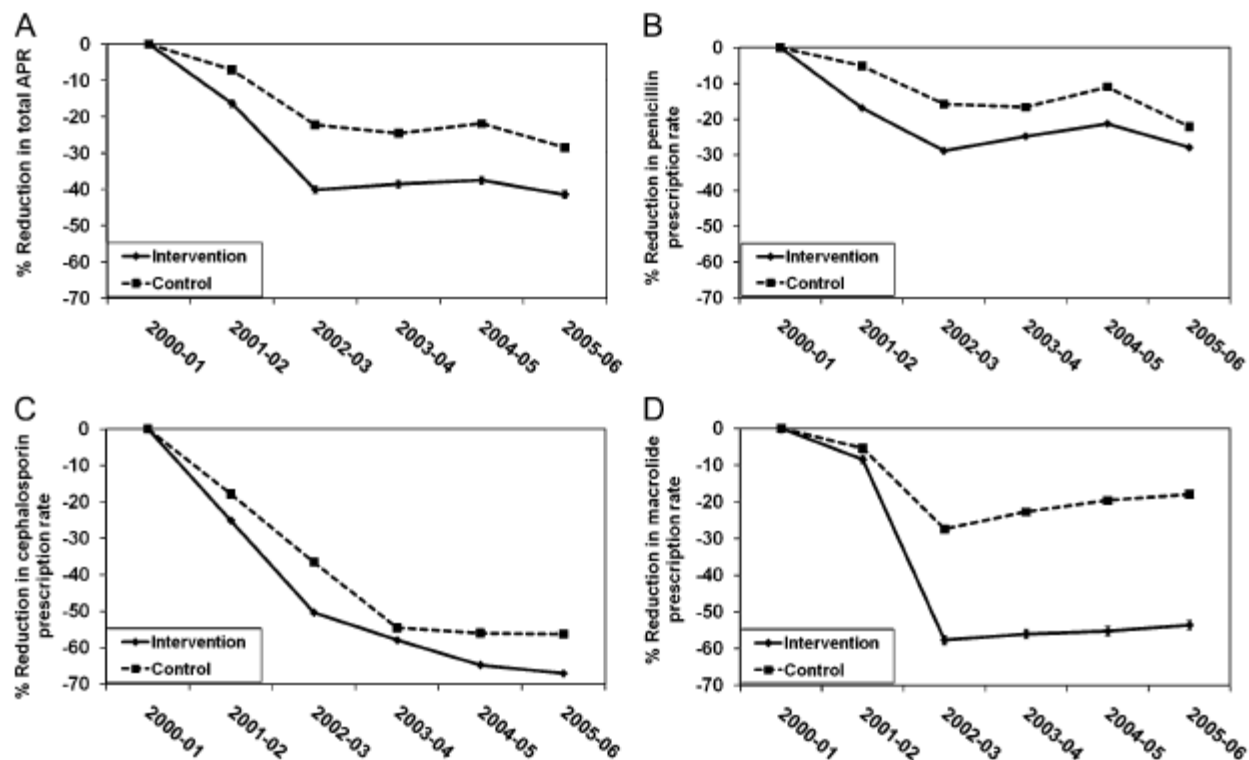 A
% Reduction in total APR
0
-10
-20
-30
-40
-50
-60
-70
Intervention
Control
2000-01
2001-02
2002-03
2003-04
2004-05
2005-06
B
% Reduction in penicillin
prescription rate
0
-10
-20
-30
-40
-50
-60
-70
Intervention
Control
2000-01
2001-02
2002-03
2003-04
2004-05
2005-06
C
% Reduction in cephalosporin
prescription rate
0
-10
-20
-30
-40
-50
-60
-70
Intervention
Control
2000-01
2001-02
2002-03
2003-04
2004-05
2005-06
D
% Reduction in macrolide
prescription rate
0
-10
-20
-30
-40
-50
-60
-70
Intervention
Control
2000-01
2001-02
2002-03
2003-04
2004-05
2005-06